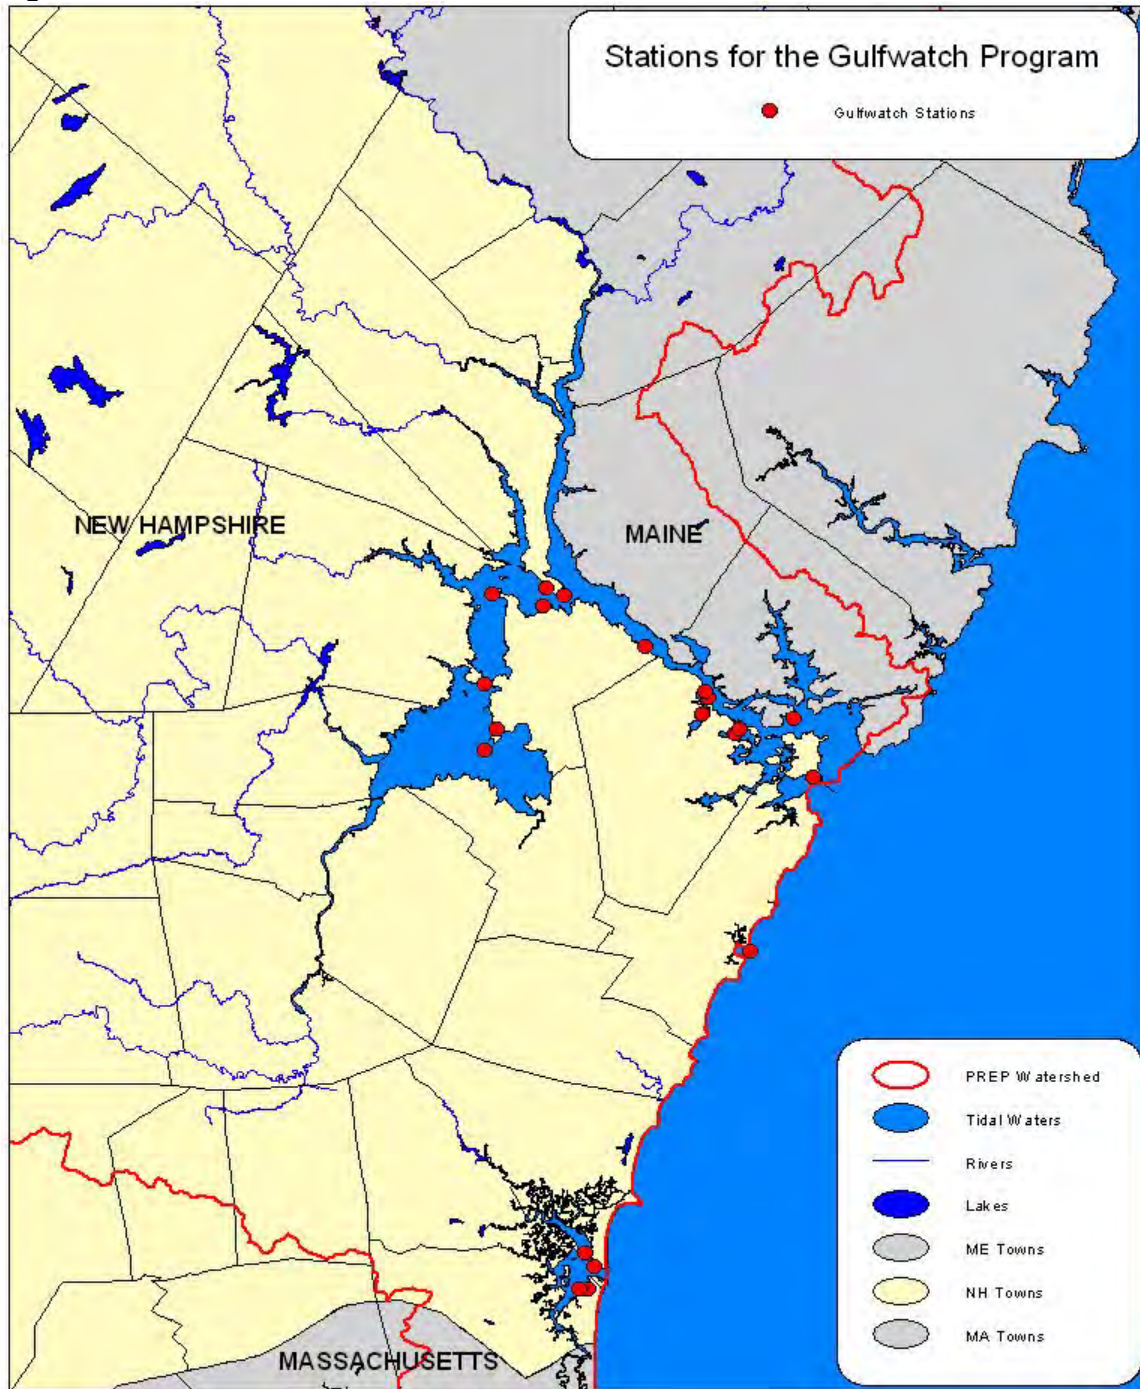 Stations for the Gulfwatch Program
Gulfwatch Stations
NEW HAMPSHIRE
MAINE
PREP Watershed
Tidal Waters
Rivers
Lakes
ME Towns
NH Towns
MA Towns
MASSACHUSETTS